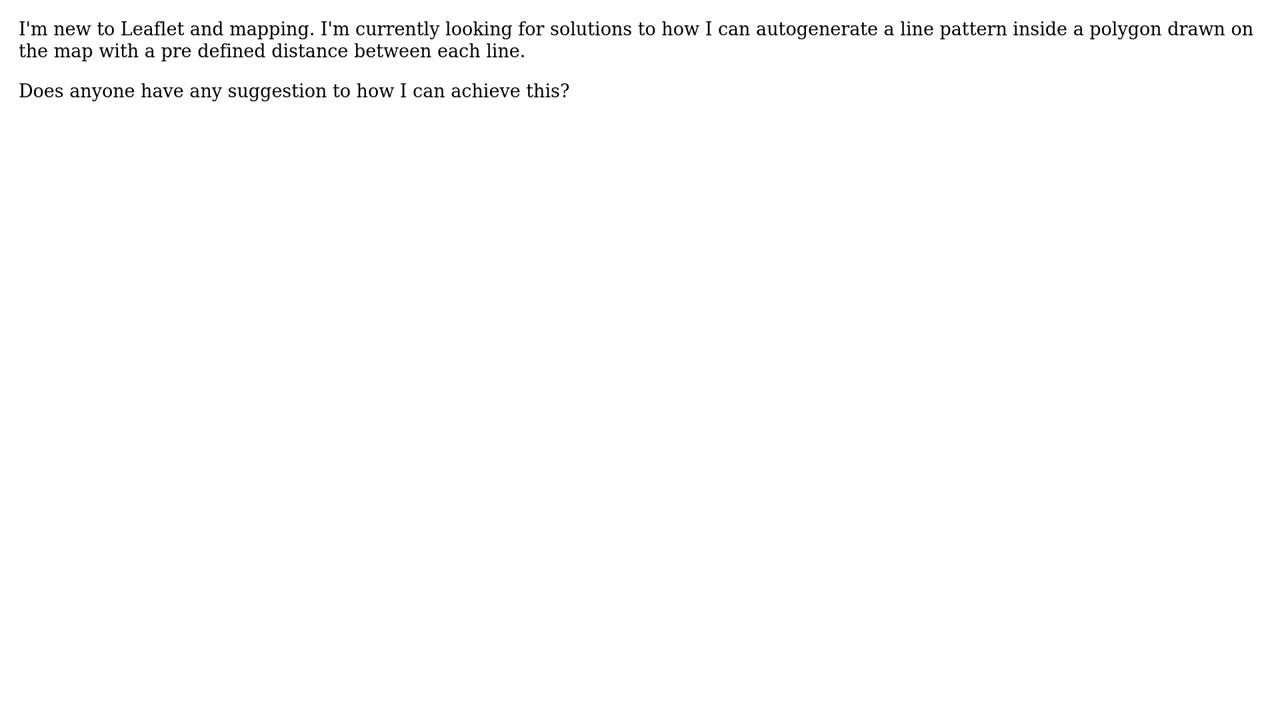 I'm new to Leaflet and mapping. I'm currently looking for solutions to how I can autogenerate a line pattern inside a polygon drawn on
the map with a pre defined distance between each line.
Does anyone have any suggestion to how I can achieve this?